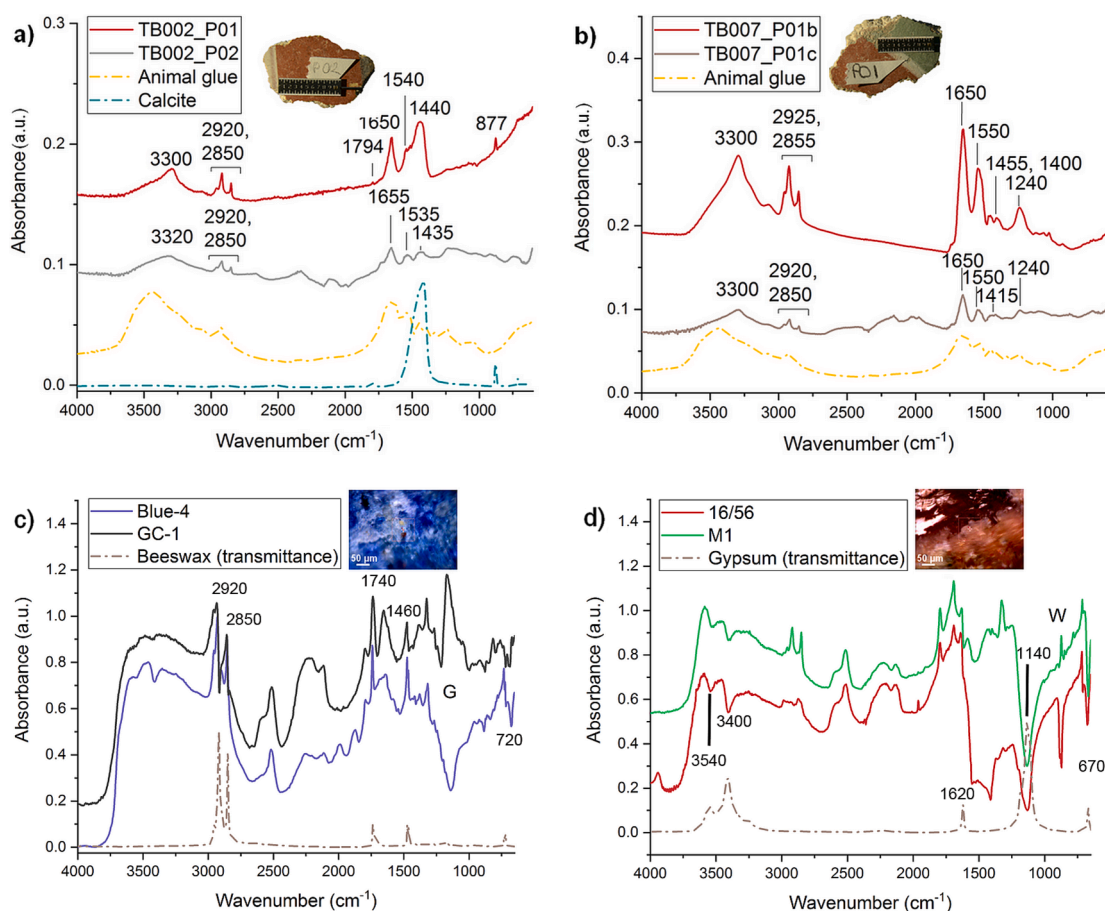 a)
TB002_P01
TB002_P02
Animal glue
Calcite
P02
3300
2920,
2850
1794
1650
1540
1440
877
3320
2920,
2850
1655
1535
1435
0.3
0.2
0.1
0.0
Absorbance (a.u.)
4000 3500 3000 2500 2000 1500 1000
Wavenumber (cm-1)
b)
TB007_P01b
TB007_P01c
Animal glue
P01
3300
2925,
2855
1650
1550
1455, 1400
1240
3300
2920,
2850
1650
1550
1415
1240
0.4
0.3
0.2
0.1
0.0
Absorbance (a.u.)
4000 3500 3000 2500 2000 1500 1000
Wavenumber (cm-1)
c)
Blue-4
GC-1
Beeswax (transmittance)
50 µm
2920
2850
1740
1460
G
720
1.4
1.2
1.0
0.8
0.6
0.4
0.2
0.0
Absorbance (a.u.)
4000 3500 3000 2500 2000 1500 1000
Wavenumber (cm-1)
d)
16/56
M1
Gypsum (transmittance)
50 µm
W
1140
3400
3540
1620
670
1.4
1.2
1.0
0.8
0.6
0.4
0.2
0.0
Absorbance (a.u.)
4000 3500 3000 2500 2000 1500 1000
Wavenumber (cm-1)